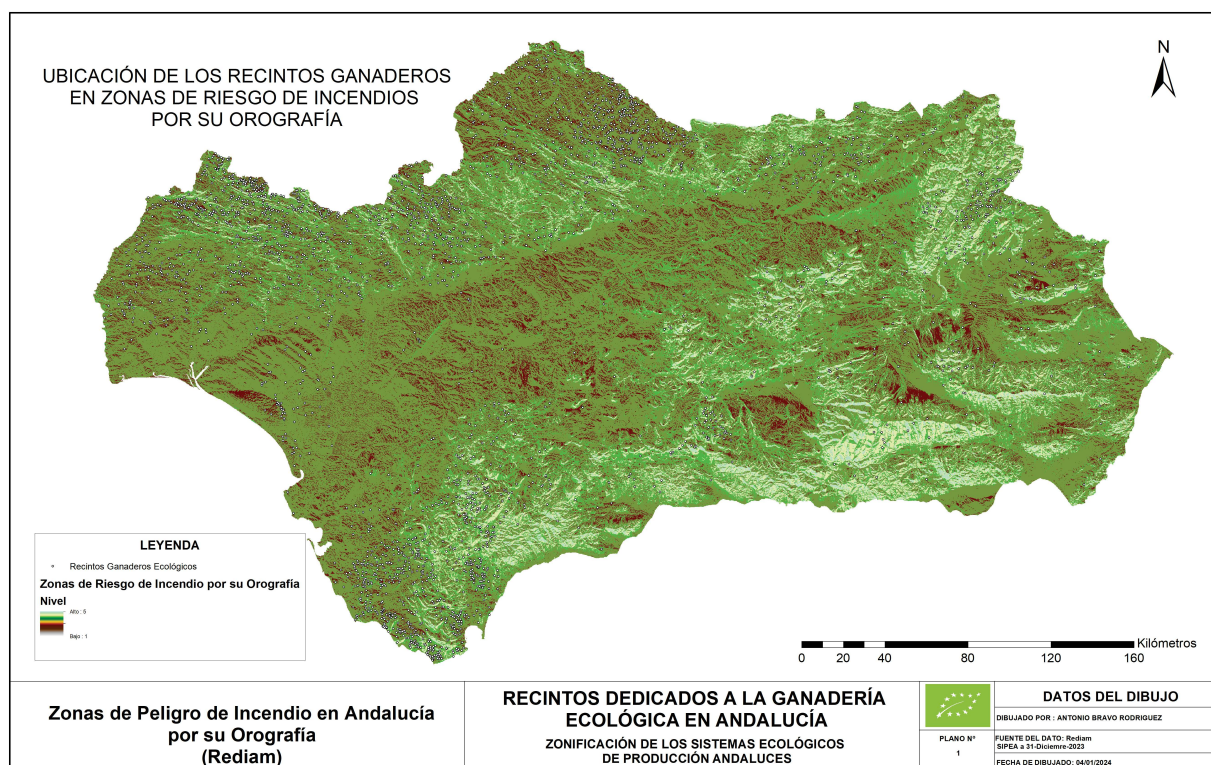 UBICACIÓN DE LOS RECINTOS GANADEROS
EN ZONAS DE RIESGO DE INCENDIOS
POR SU OROGRAFÍA
N
LEYENDA
Recintos Ganaderos Ecológicos
Zonas de Riesgo de Incendio por su Orografía
Nivel
Alto : 5
Bajo : 1
Kilómetros
0 20 40 80 120 160
Zonas de Peligro de Incendio en Andalucía
por su Orografía
(Rediam)
RECINTOS DEDICADOS A LA GANADERÍA
ECOLÓGICA EN ANDALUCÍA
ZONIFICACIÓN DE LOS SISTEMAS ECOLÓGICOS
DE PRODUCCIÓN ANDALUCES
PLANO Nº
1
DATOS DEL DIBUJO
DIBUJADO POR : ANTONIO BRAVO RODRIGUEZ
FUENTE DEL DATO: Rediam
SIPEA a 31-Diciemre-2023
FECHA DE DIBUJADO: 04/01/2024